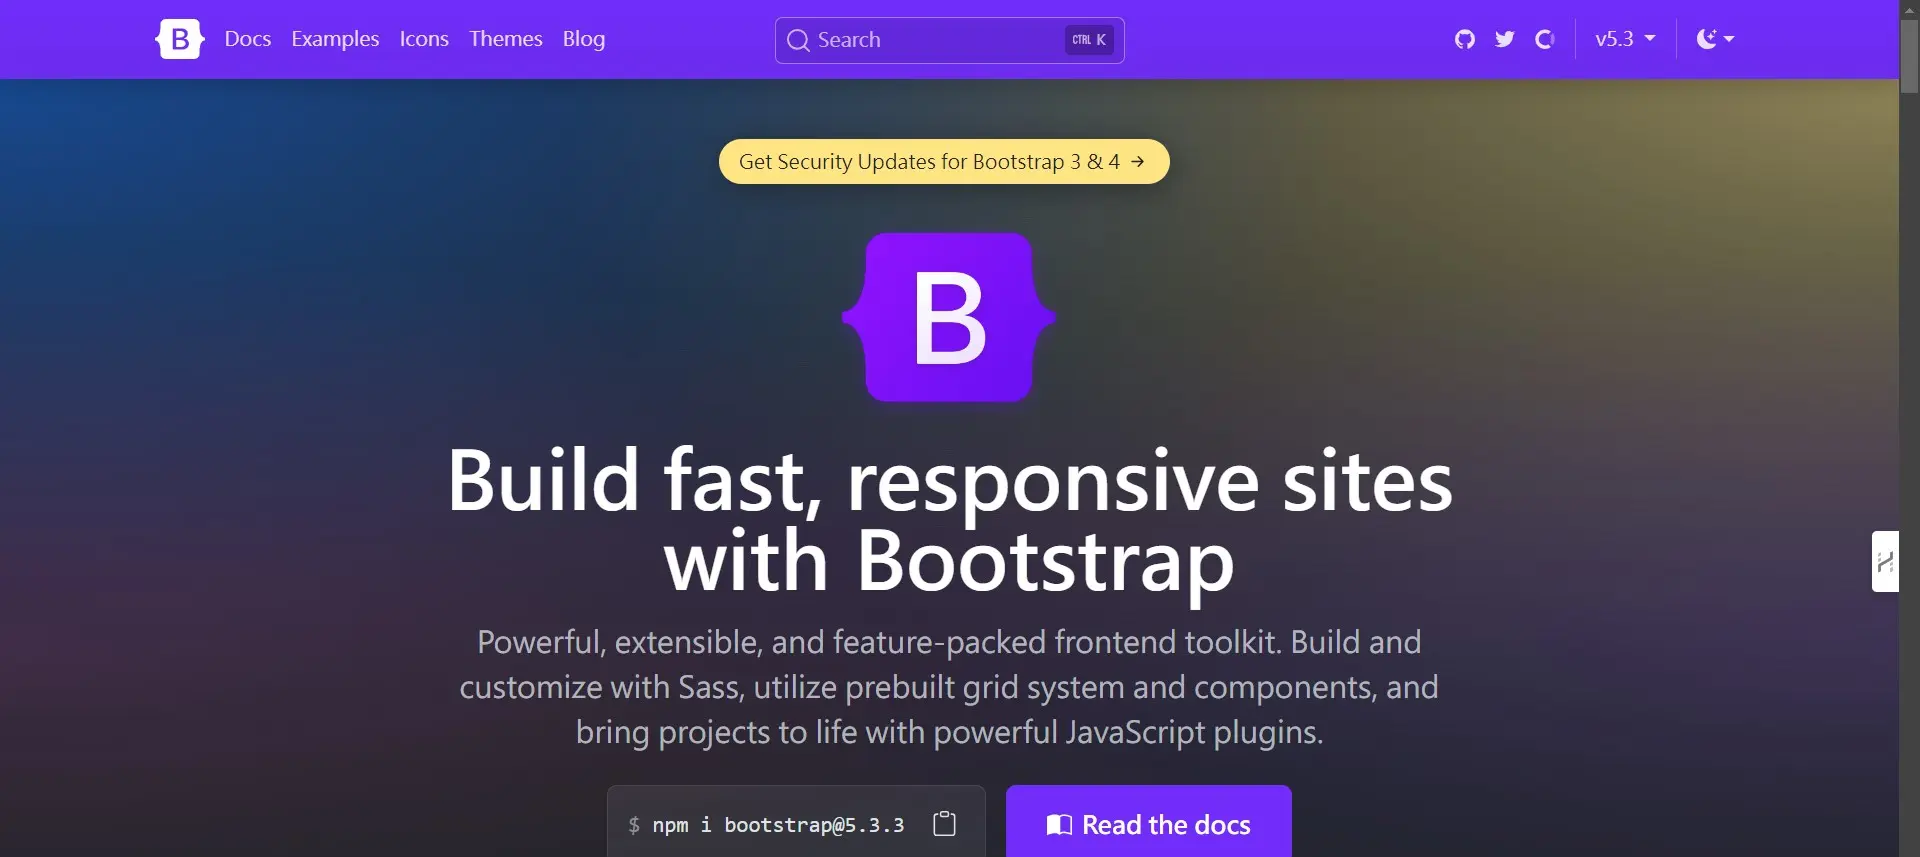 B Docs Examples Icons Themes Blog Search CTRL K v5.3
Get Security Updates for Bootstrap 3 & 4 →
B
Build fast, responsive sites
with Bootstrap
Powerful, extensible, and feature-packed frontend toolkit. Build and
customize with Sass, utilize prebuilt grid system and components, and
bring projects to life with powerful JavaScript plugins.
$ npm i bootstrap@5.3.3 Read the docs